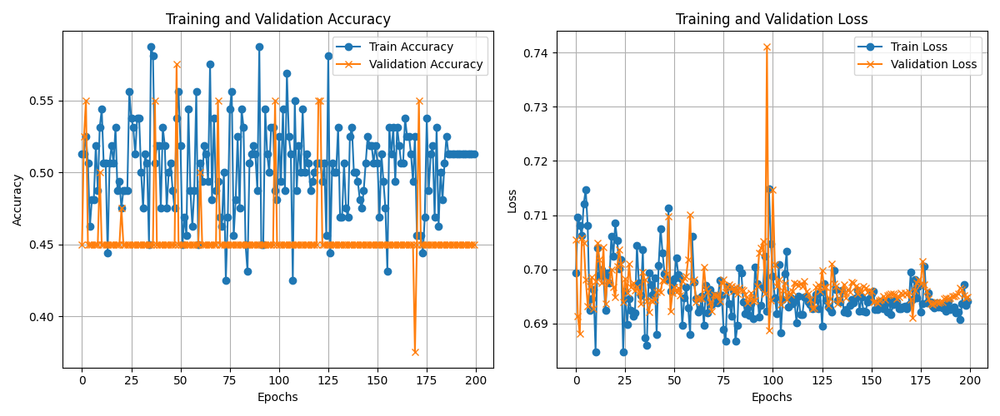 Training and Validation Accuracy
Train Accuracy
Validation Accuracy
Accuracy
0.55
0.50
0.45
0.40
0 25 50 75 100 125 150 175 200
Epochs
Training and Validation Loss
Train Loss
Validation Loss
Loss
0.74
0.73
0.72
0.71
0.70
0.69
0 25 50 75 100 125 150 175 200
Epochs